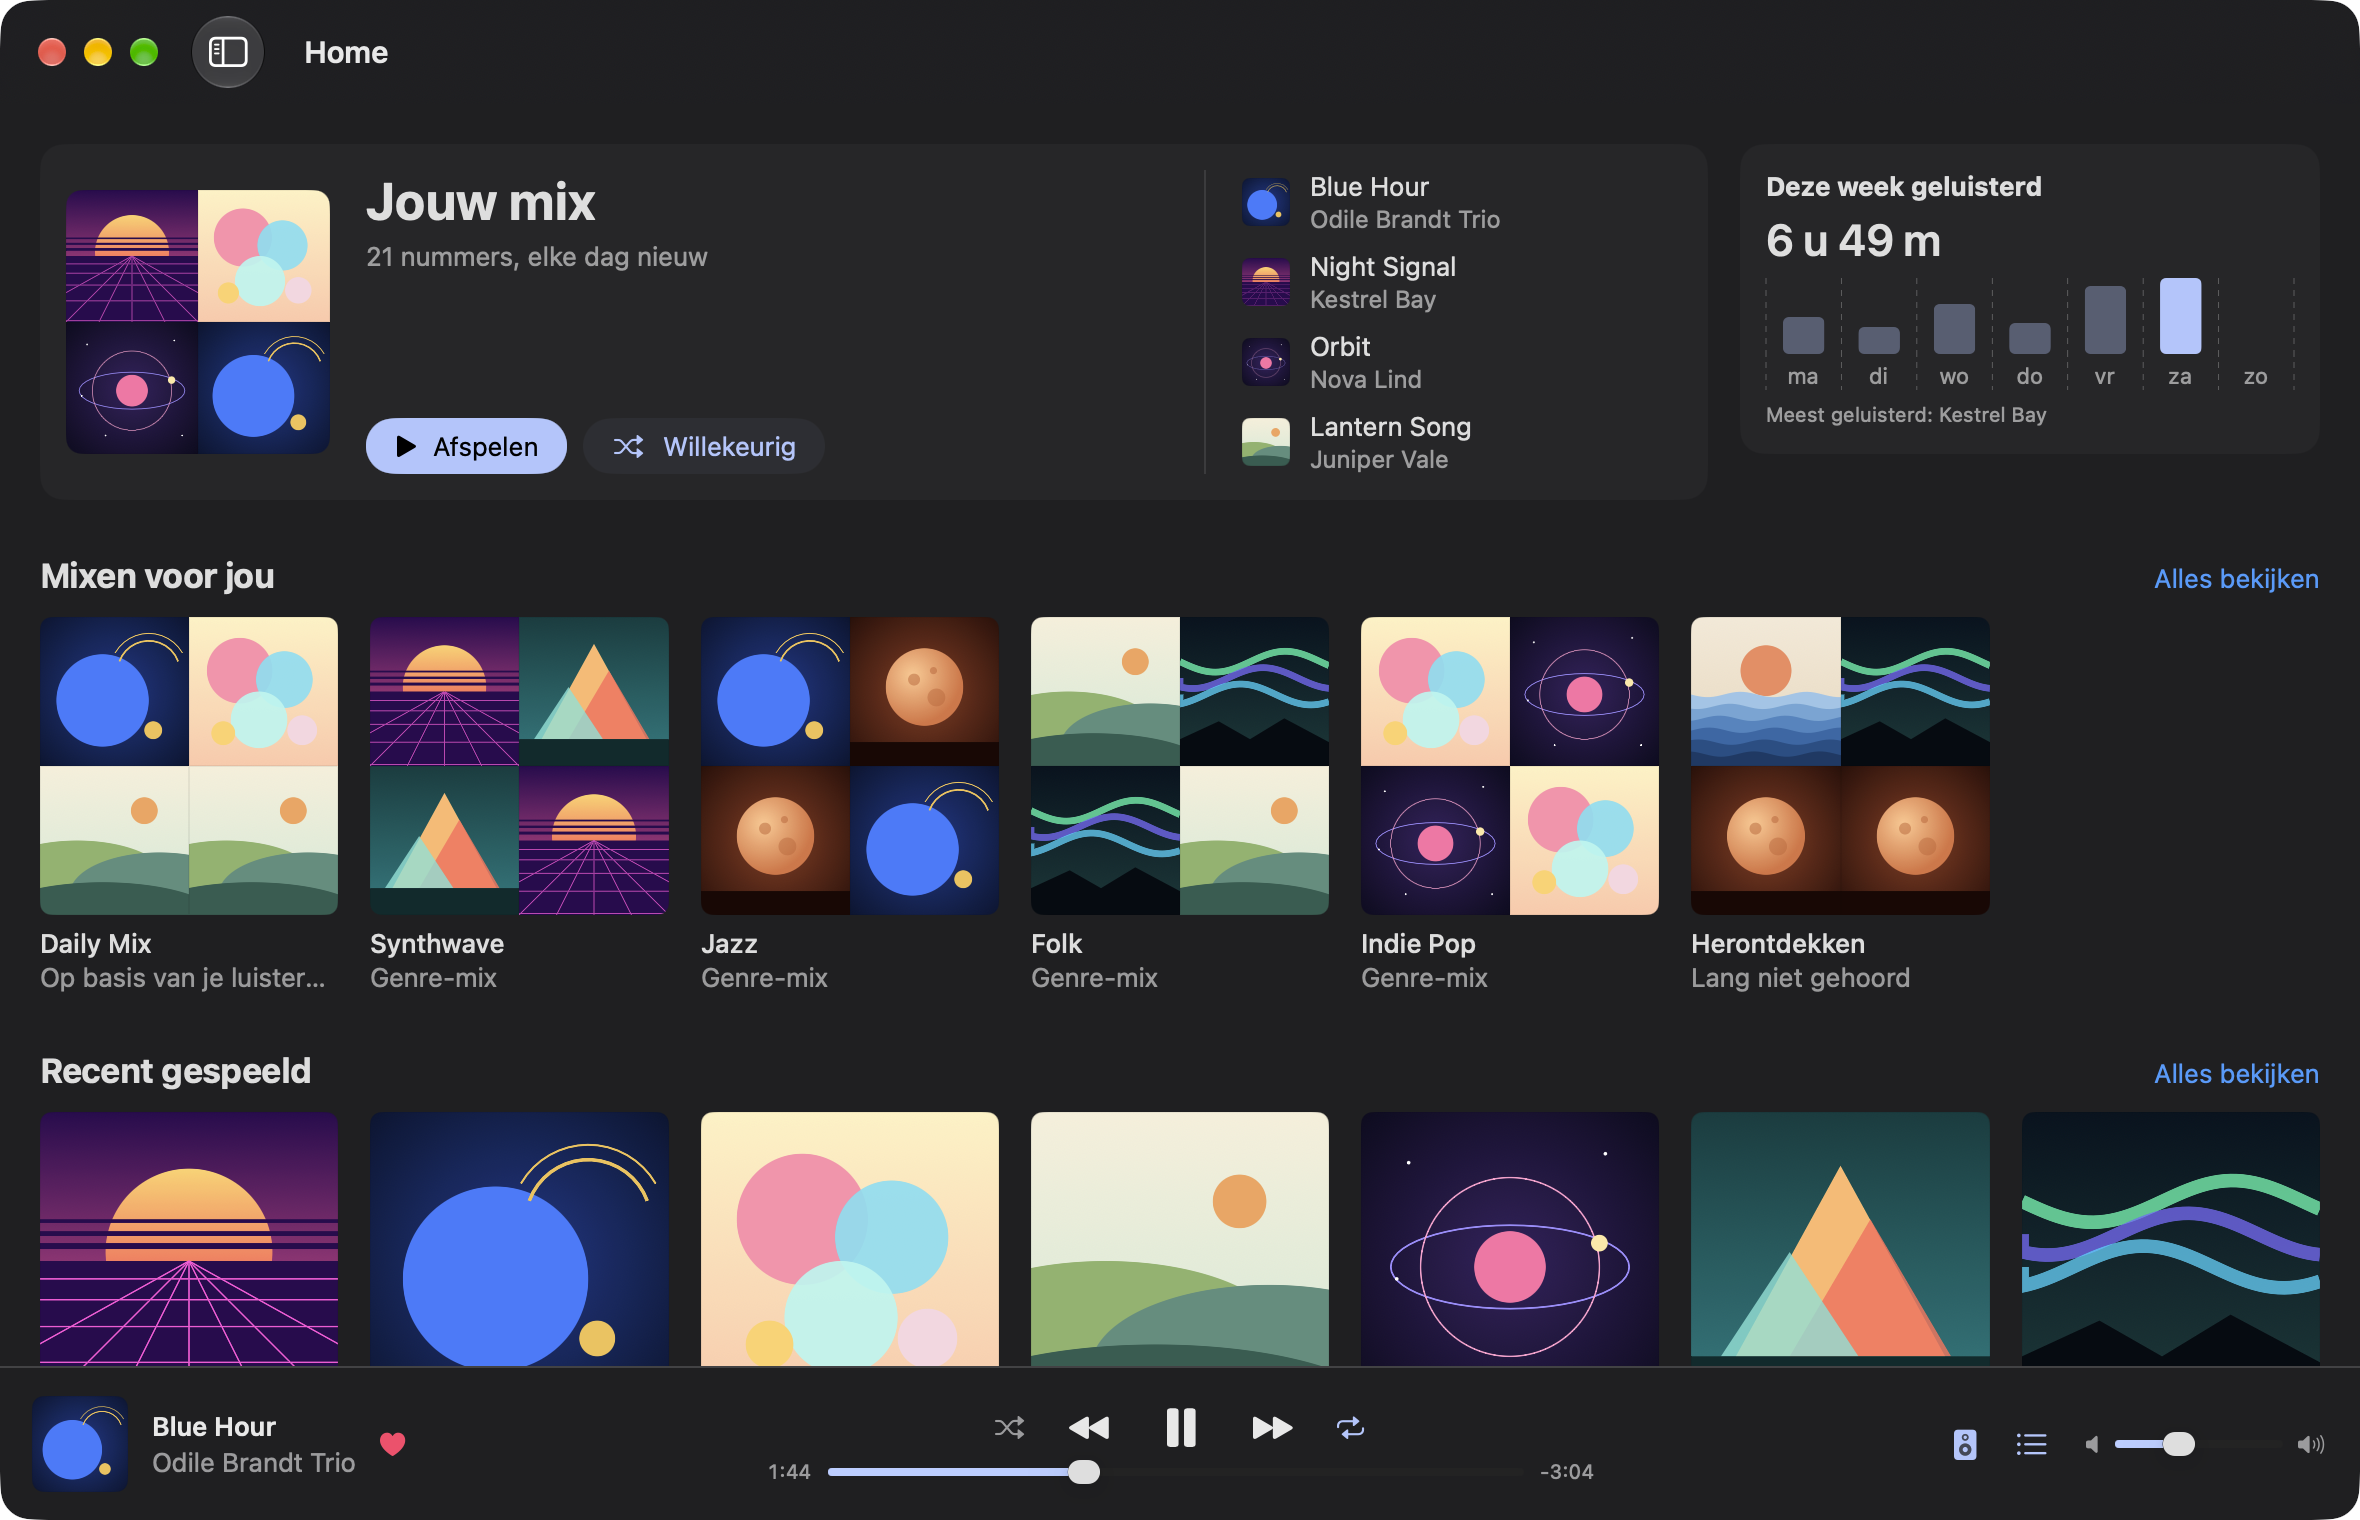 Home
Jouw mix
21 nummers, elke dag nieuw
Afspelen
Willekeurig
Blue Hour
Odile Brandt Trio
Night Signal
Kestrel Bay
Orbit
Nova Lind
Lantern Song
Juniper Vale
Deze week geluisterd
6 u 49 m
ma di wo do vr za zo
Meest geluisterd: Kestrel Bay
Mixen voor jou
Alles bekijken
Daily Mix
Op basis van je luister...
Synthwave
Genre-mix
Jazz
Genre-mix
Folk
Genre-mix
Indie Pop
Genre-mix
Herontdekken
Lang niet gehoord
Recent gespeeld
Alles bekijken
Blue Hour
Odile Brandt Trio
1:44
-3:04